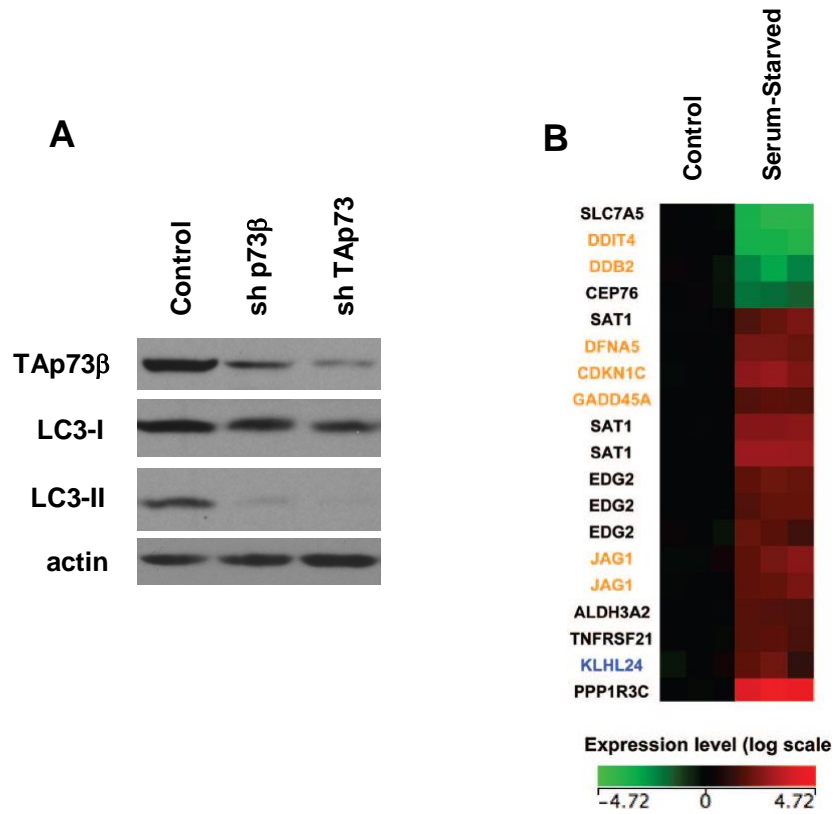 A
Control
sh p73β
sh TAp73
TAp73β
LC3-I
LC3-II
actin
B
Control
Serum-Starved
SLC7A5
DDIT4
DDB2
CEP76
SAT1
DFNA5
CDKN1C
GADD45A
SAT1
SAT1
EDG2
EDG2
EDG2
JAG1
JAG1
ALDH3A2
TNFRSF21
KLHL24
PPP1R3C
Expression level (log scale
-4.72 0 4.72